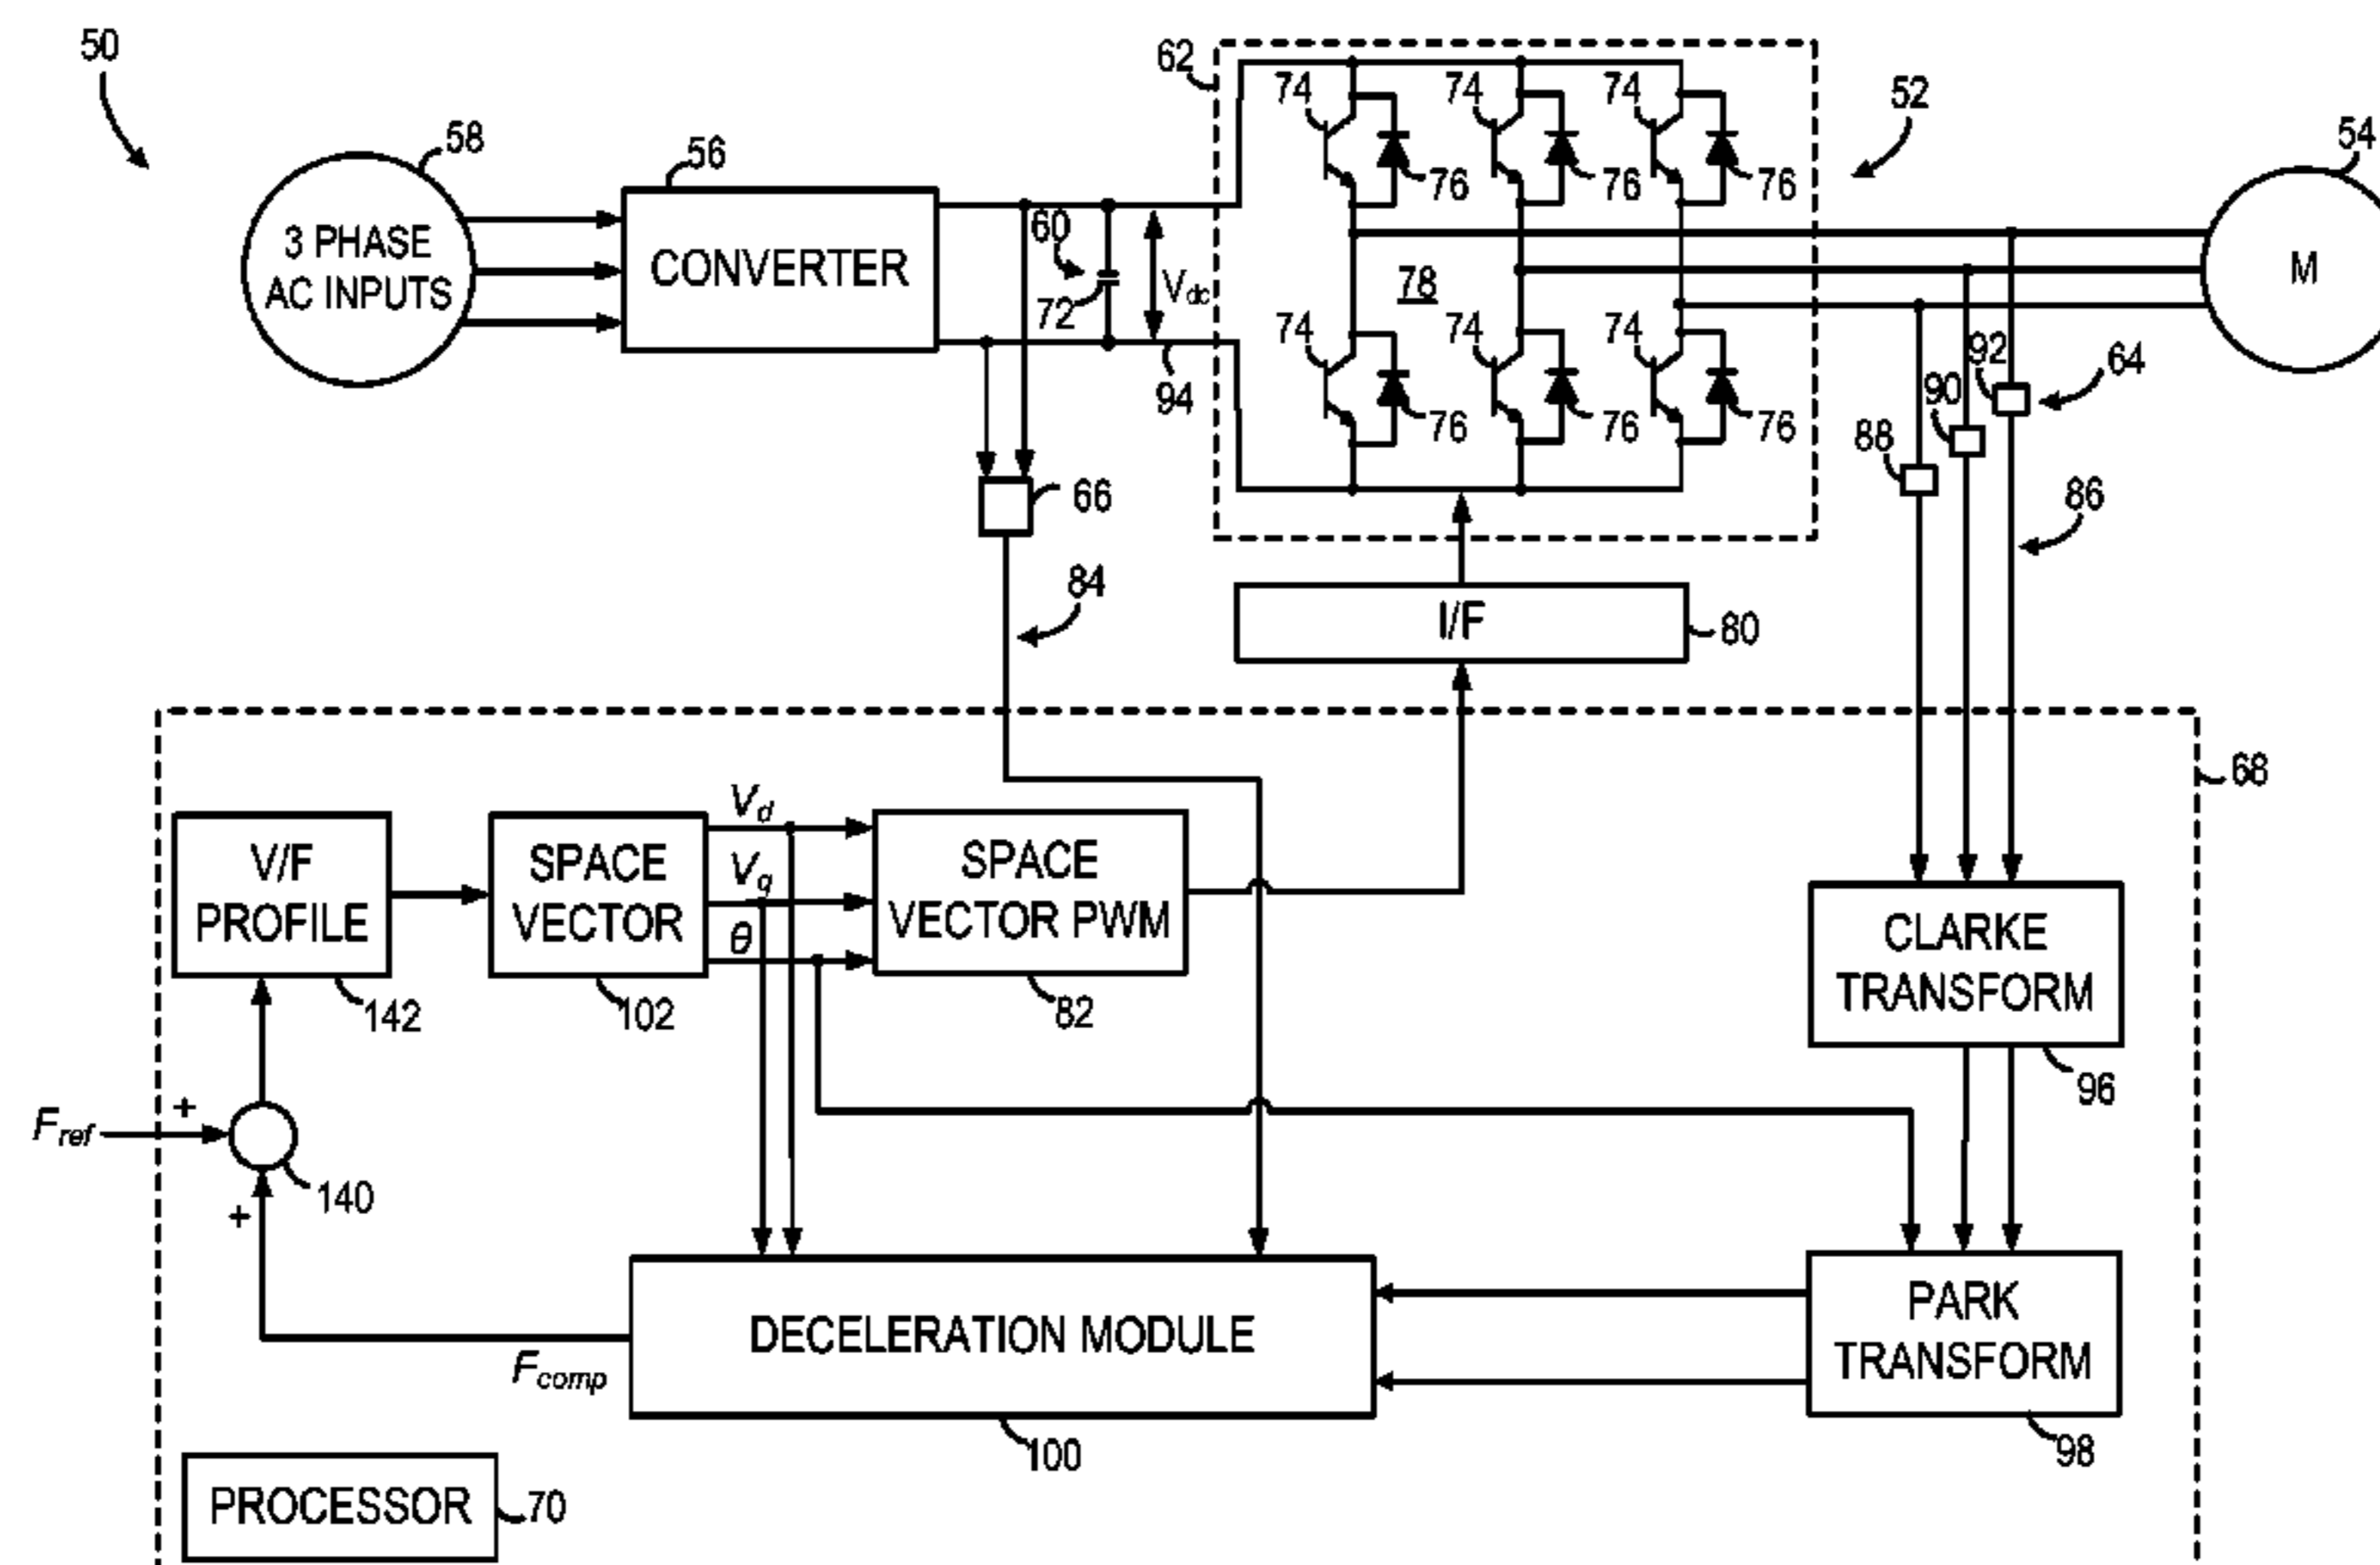 50
58
3 PHASE
AC INPUTS
56
CONVERTER
60
72
Vdc
94
62
74
74
74
76
76
76
78
74
74
74
76
76
76
52
54
M
92
64
90
88
86
66
84
I/F
80
68
V/F
PROFILE
142
SPACE
VECTOR
102
Vd
Vq
θ
SPACE
VECTOR PWM
82
CLARKE
TRANSFORM
96
Fref
+
140
+
Fcomp
DECELERATION MODULE
100
PARK
TRANSFORM
98
PROCESSOR
70